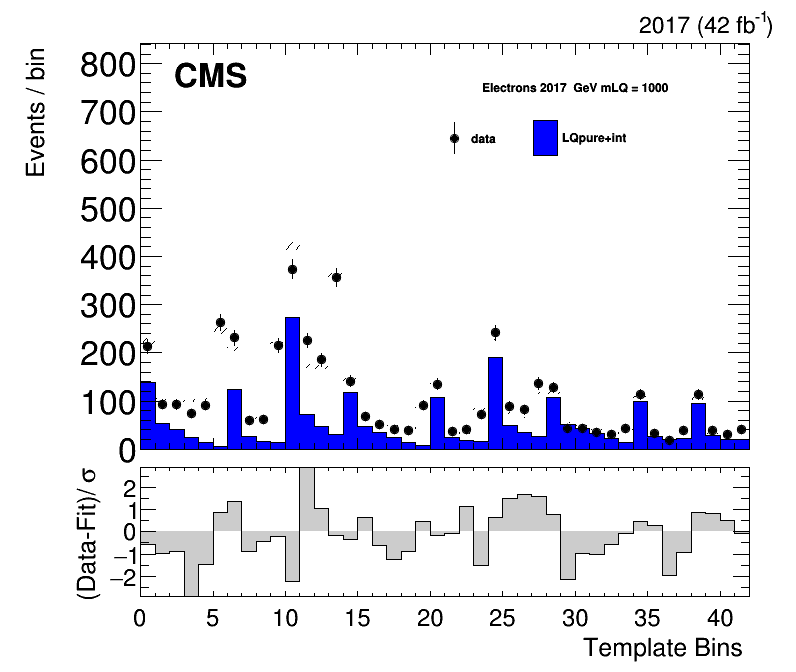 2017 (42 fb-1)
CMS
Electrons 2017 GeV mLQ = 1000
data
LQpure+int
Events / bin
800
700
600
500
400
300
200
100
0
(Data-Fit)/σ
2
1
0
−1
−2
0 5 10 15 20 25 30 35 40
Template Bins